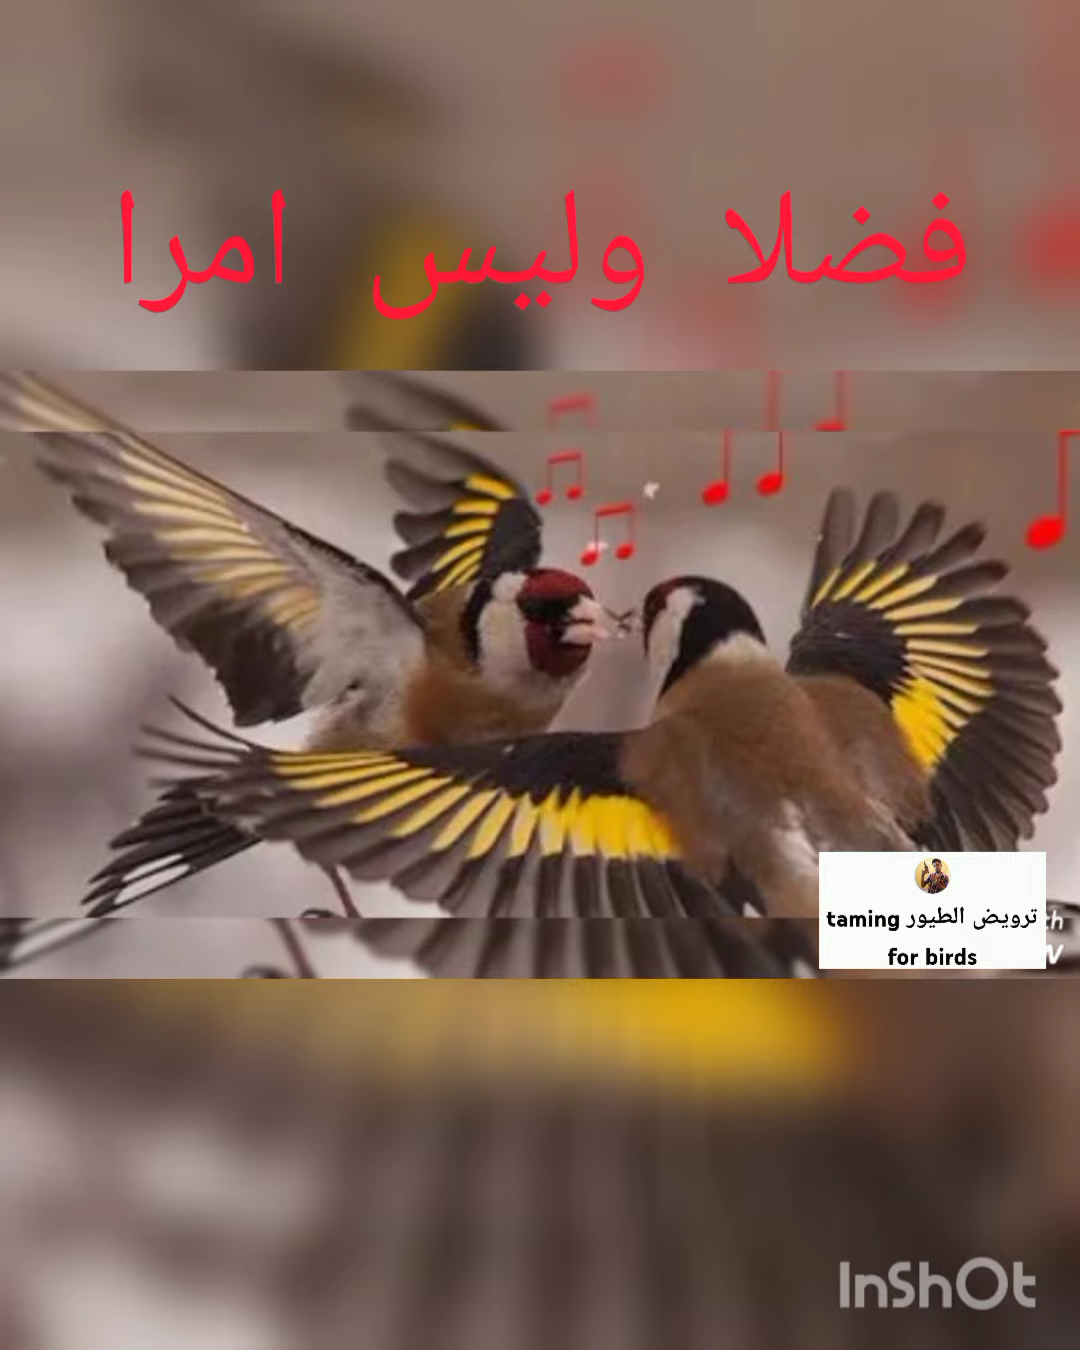 فضلا وليس امرا
ترويض الطيور taming
for birds
InShOt